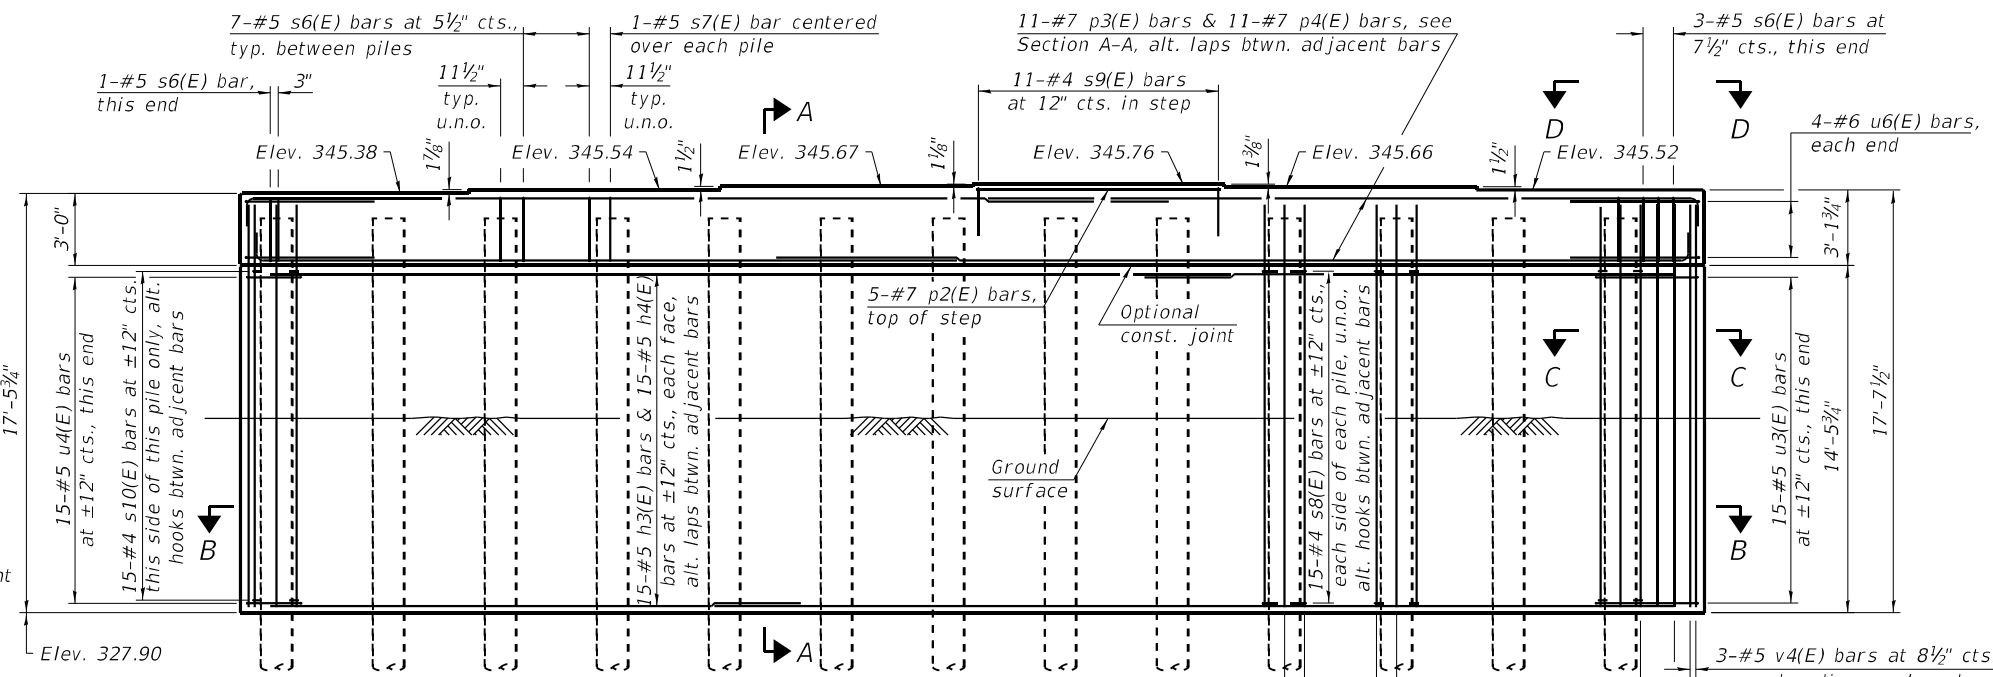 7-#5 s6(E) bars at 5½" cts.,
typ. between piles
1-#5 s7(E) bar centered
over each pile
11-#7 p3(E) bars & 11-#7 p4(E) bars, see
Section A-A, alt. laps btwn. adjacent bars
3-#5 s6(E) bars at
7½" cts., this end
1-#5 s6(E) bar,
this end
3"
11½"
typ.
u.n.o.
11½"
typ.
u.n.o.
A
11-#4 s9(E) bars
at 12" cts. in step
D
D
4-#6 u6(E) bars,
each end
Elev. 345.38
1⅞"
Elev. 345.54
1½"
Elev. 345.67
1⅛"
Elev. 345.76
1⅜"
Elev. 345.66
1½"
Elev. 345.52
3'-0"
3'-1¾"
17'-5¾"
15-#5 u4(E) bars
at ±12" cts., this end
15-#4 s10(E) bars at ±12" cts.
this side of this pile only, alt.
hooks btwn. adjcent bars
15-#5 h3(E) bars & 15-#5 h4(E)
bars at ±12" cts., each face,
alt. laps btwn. adjacent bars
5-#7 p2(E) bars,
top of step
Optional
const. joint
15-#4 s8(E) bars at ±12" cts.,
each side of each pile, u.n.o.,
alt. hooks btwn. adjacent bars
C
C
15-#5 u3(E) bars
at ±12" cts., this end
14'-5¾"
17'-7½"
Ground
surface
B
B
Elev. 327.90
A
3-#5 v4(E) bars at 8½" cts